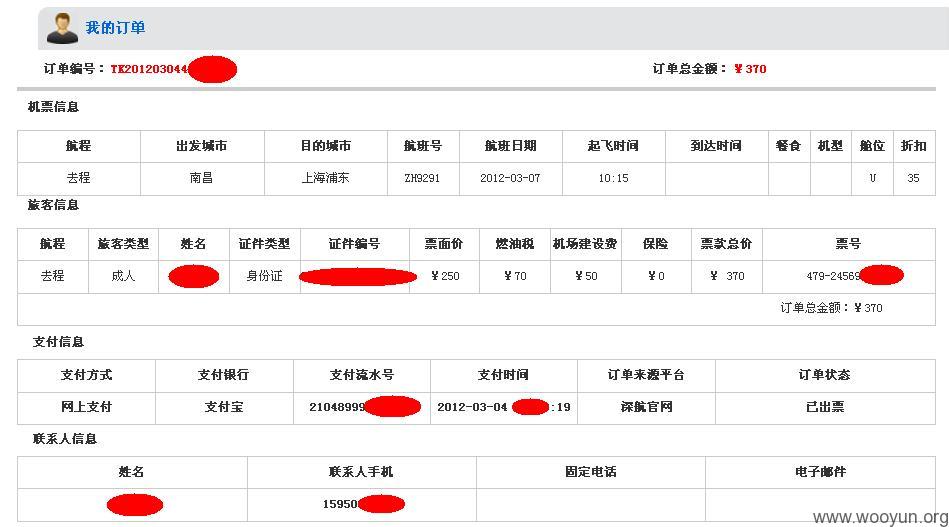 我的订单
订单编号：TK201203044 订单总金额：￥370
机票信息
航程 出发城市 目的城市 航班号 航班日期 起飞时间 到达时间 餐食 机型 舱位 折扣
去程 南昌 上海浦东 ZH9291 2012-03-07 10:15 U 35
旅客信息
航程 旅客类型 姓名 证件类型 证件编号 票面价 燃油税 机场建设费 保险 票款总价 票号
去程 成人 身份证 ￥250 ￥70 ￥50 ￥0 ￥ 370 479-24569
订单总金额：￥370
支付信息
支付方式 支付银行 支付流水号 支付时间 订单来源平台 订单状态
网上支付 支付宝 21048999 2012-03-04 :19 深航官网 已出票
联系人信息
姓名 联系人手机 固定电话 电子邮件
15950
www.wooyun.org